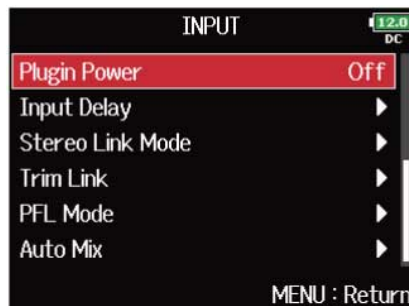 INPUT
12.0
DC
Plugin Power Off
Input Delay
Stereo Link Mode
Trim Link
PFL Mode
Auto Mix
MENU : Return